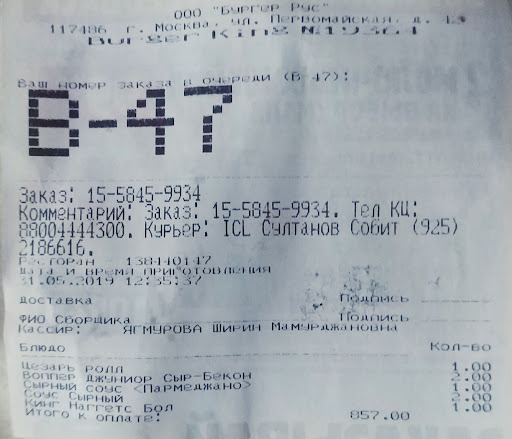 ООО "Бургер Рус"
117486 г. Москва, ул. Первомайская, д. 43
Burger King №19364
Ваш номер заказа в очереди (В-47):
В-47
Заказ: 15-5845-9934
Комментарий: Заказ: 15-5845-9934. Тел КЦ:
88004444300. Курьер: ICL Султанов Собит (925)
2186616.
Ресторан 138440147
Дата и время приготовления
31.05.2019 12:35:37
Доставка Подпись
ФИО Сборщика Подпись
Кассир: ЯГМУРОВА Ширин Мамурджановна
Блюдо Кол-во
Цезарь РОЛЛ 1.00
Воппер Джуниор Сыр-Бекон 2.00
Сырный соус <Пармеджано> 1.00
Соус Сырный 2.00
Кинг Наггетс Бол 1.00
Итого к оплате: 857.00